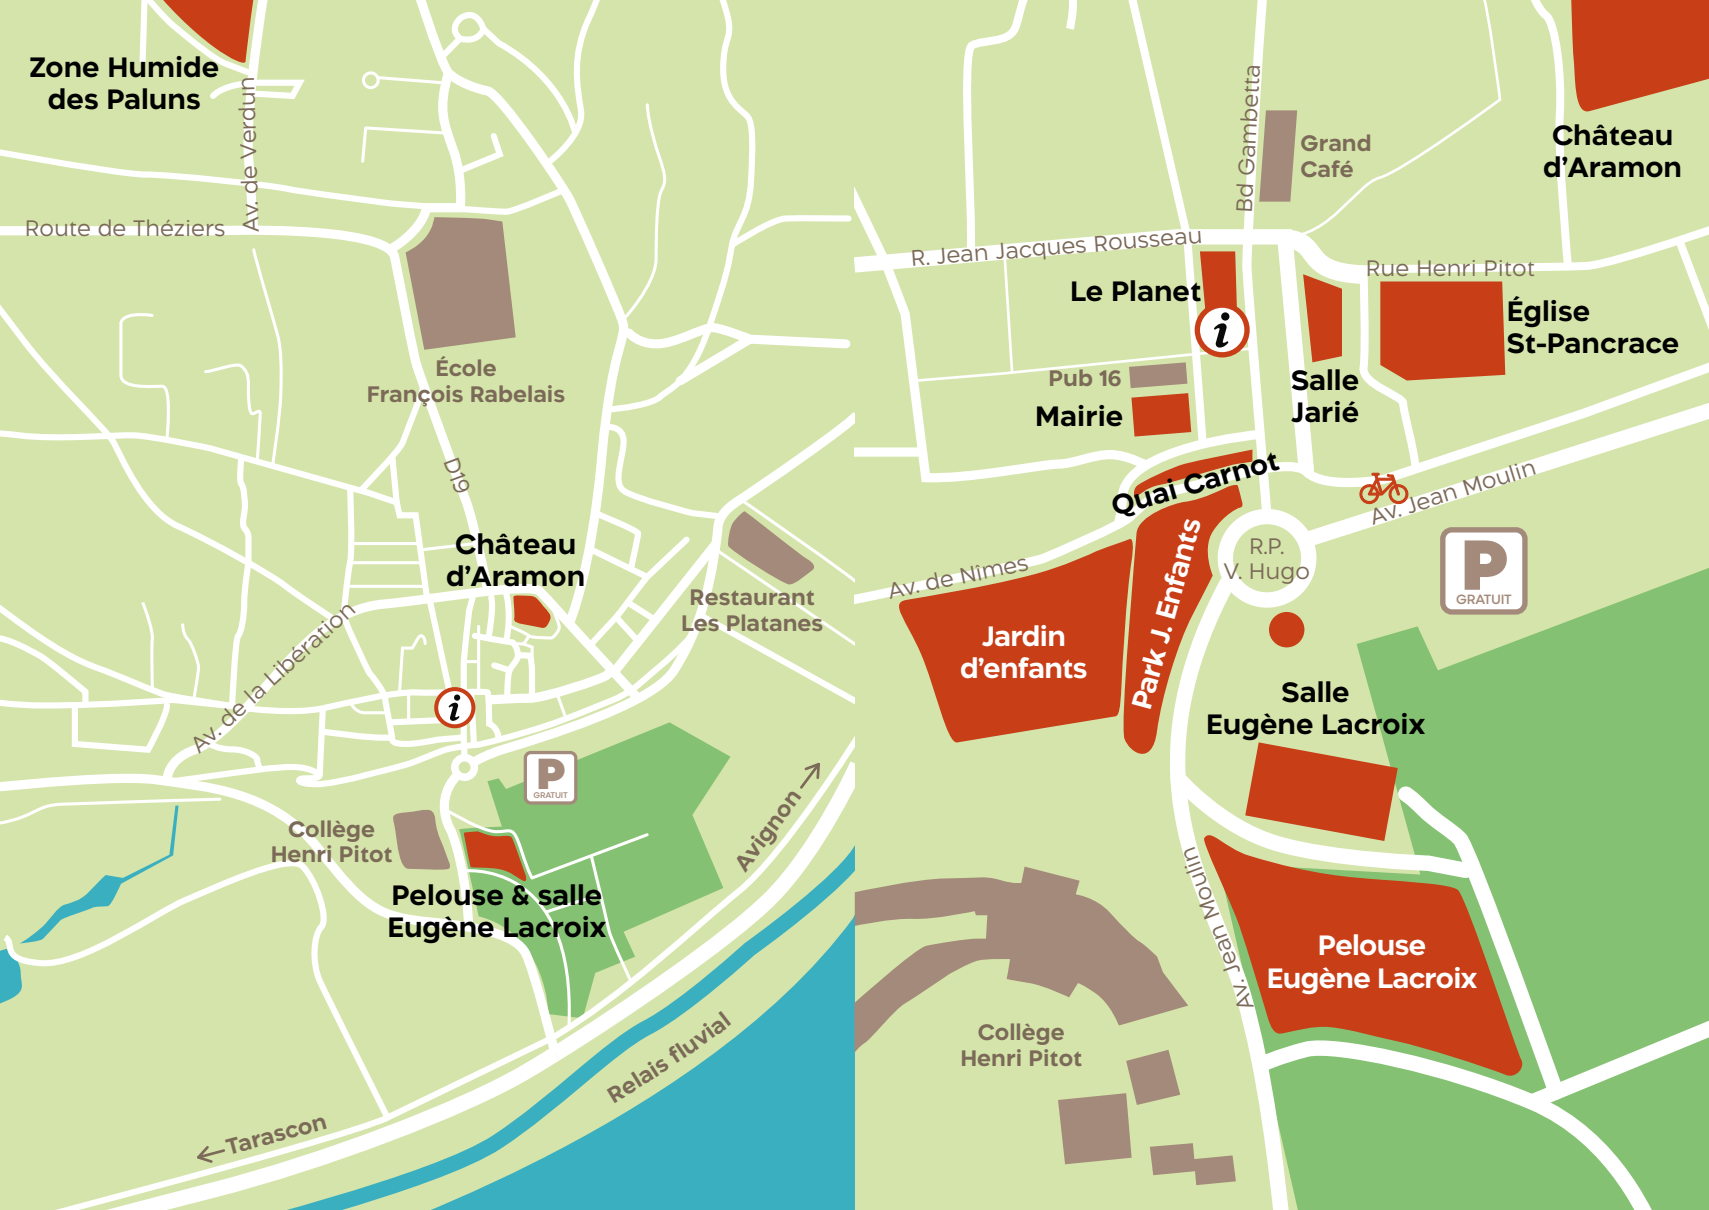 Zone Humide
des Paluns
Av. de Verdun
Route de Théziers
École
François Rabelais
D19
Château
d'Aramon
Restaurant
Les Platanes
Av. de la Libération
i
P
GRATUIT
Collège
Henri Pitot
Pelouse & salle
Eugène Lacroix
Avignon
Relais fluvial
Tarascon
Bd Gambetta
Grand
Café
Château
d'Aramon
R. Jean Jacques Rousseau
Rue Henri Pitot
Le Planet
i
Église
St-Pancrace
Pub 16
Mairie
Salle
Jarié
Quai Carnot
Av. Jean Moulin
Av. de Nîmes
R.P.
V. Hugo
P
GRATUIT
Jardin
d'enfants
Park J. Enfants
Salle
Eugène Lacroix
Av. Jean Moulin
Pelouse
Eugène Lacroix
Collège
Henri Pitot